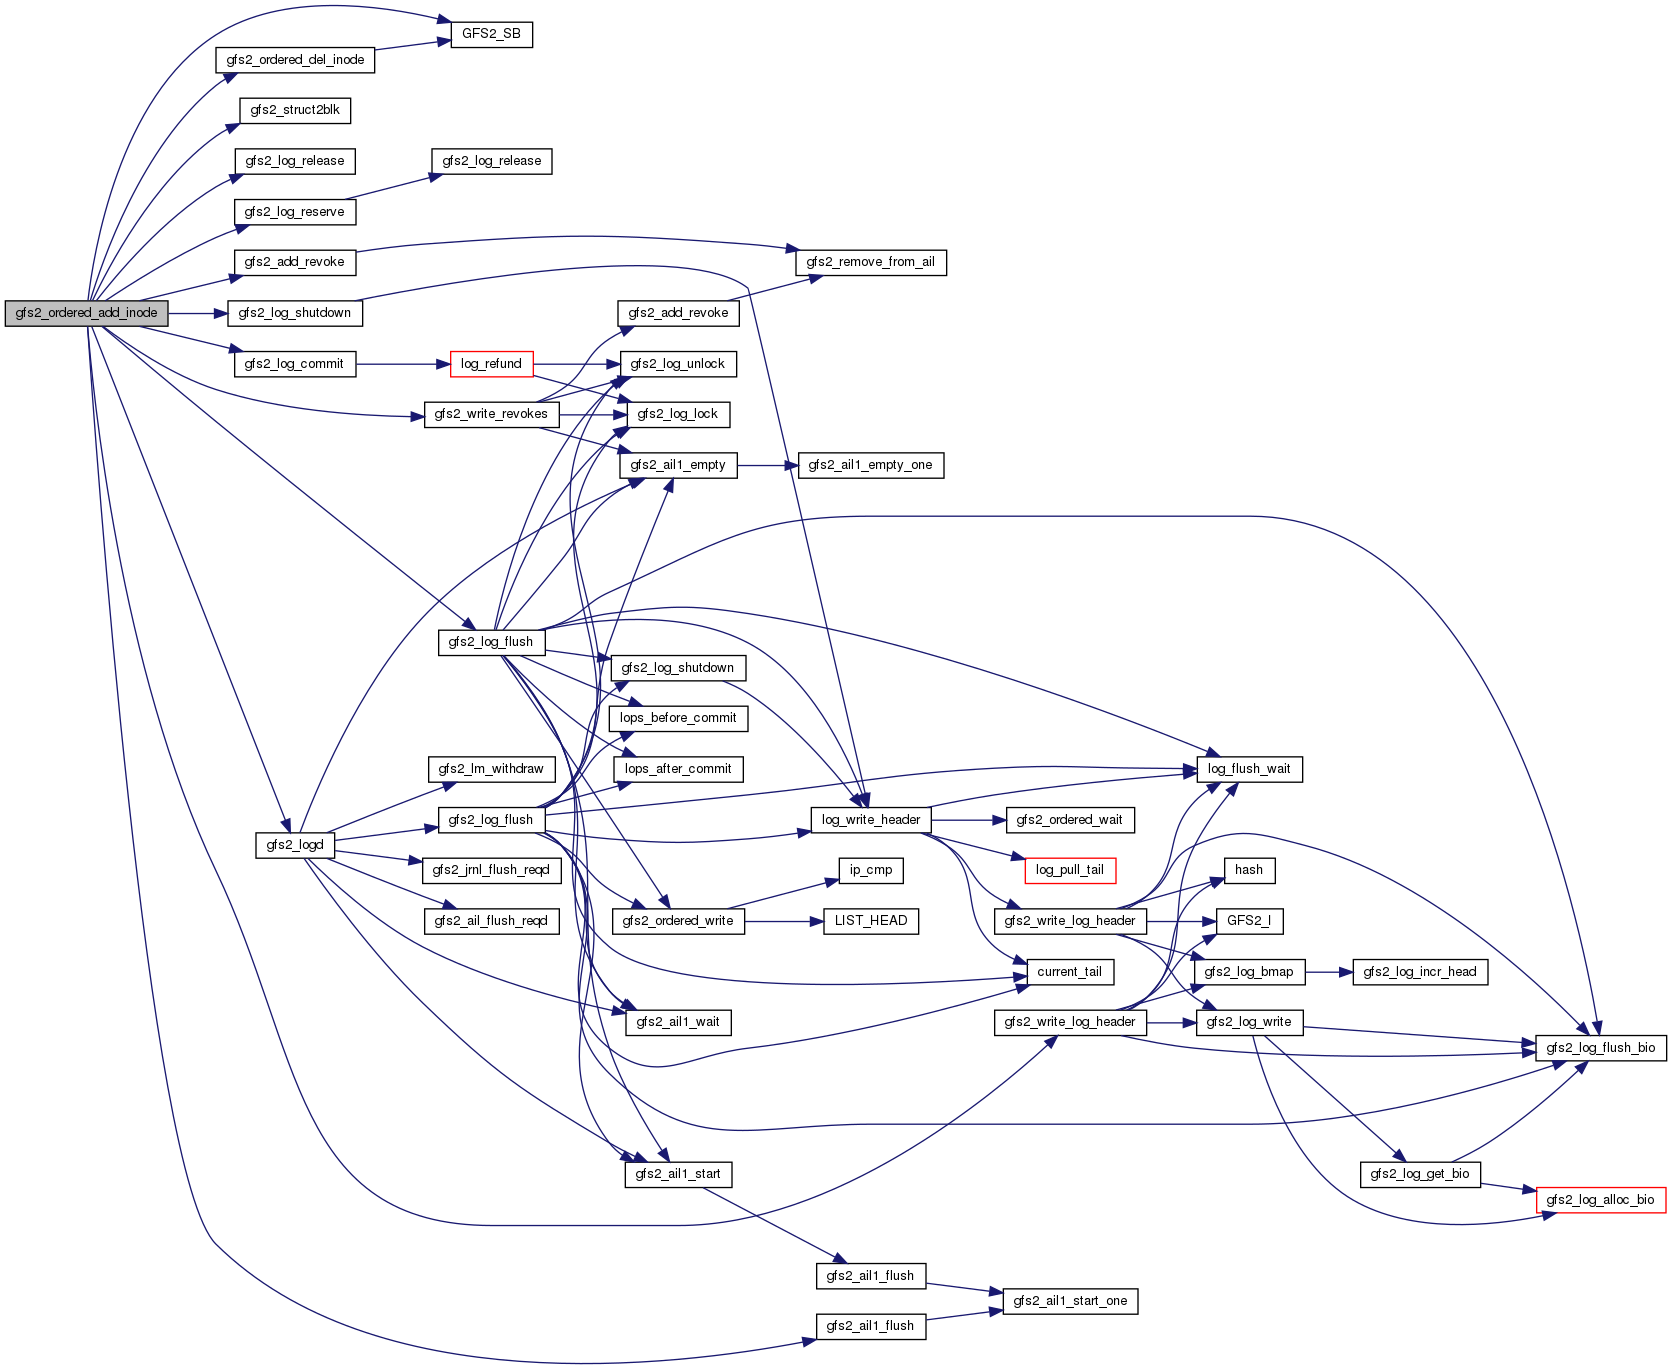 GFS2_SB
gfs2_ordered_del_inode
gfs2_struct2blk
gfs2_log_release
gfs2_log_release
gfs2_log_reserve
gfs2_add_revoke
gfs2_remove_from_ail
gfs2_ordered_add_inode
gfs2_log_shutdown
gfs2_add_revoke
gfs2_log_commit
log_refund
gfs2_log_unlock
gfs2_write_revokes
gfs2_log_lock
gfs2_ail1_empty
gfs2_ail1_empty_one
gfs2_log_flush
gfs2_log_shutdown
lops_before_commit
gfs2_lm_withdraw
lops_after_commit
log_flush_wait
gfs2_log_flush
log_write_header
gfs2_ordered_wait
gfs2_logd
gfs2_jrnl_flush_reqd
ip_cmp
log_pull_tail
hash
gfs2_ail_flush_reqd
gfs2_ordered_write
LIST_HEAD
gfs2_write_log_header
GFS2_I
current_tail
gfs2_log_bmap
gfs2_log_incr_head
gfs2_ail1_wait
gfs2_write_log_header
gfs2_log_write
gfs2_log_flush_bio
gfs2_ail1_start
gfs2_log_get_bio
gfs2_log_alloc_bio
gfs2_ail1_flush
gfs2_ail1_start_one
gfs2_ail1_flush